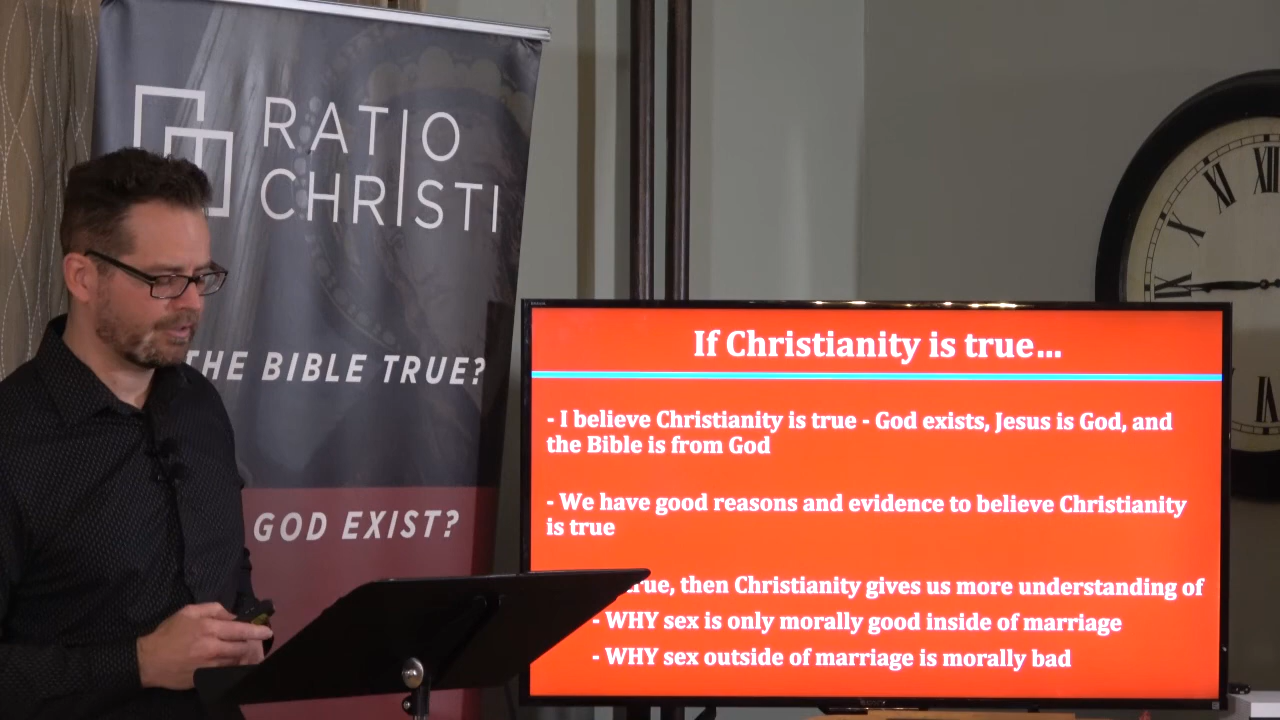 RATIO
CHRISTI
THE BIBLE TRUE?
GOD EXIST?
If Christianity is true...
- I believe Christianity is true - God exists, Jesus is God, and
the Bible is from God
- We have good reasons and evidence to believe Christianity
is true
true, then Christianity gives us more understanding of
- WHY sex is only morally good inside of marriage
- WHY sex outside of marriage is morally bad
XII
XI
X
IX